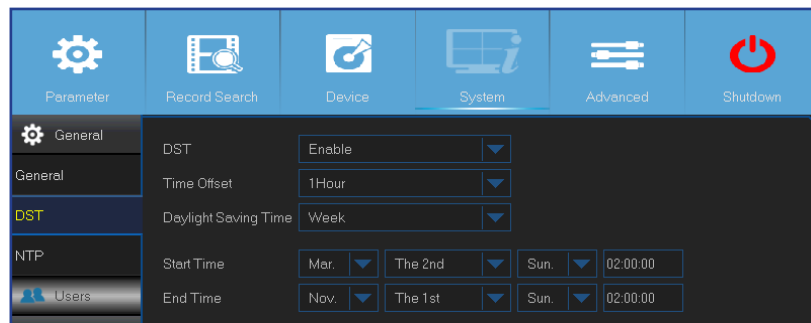 Parameter Record Search Device System Advanced Shutdown
General
General
DST
NTP
Users
DST Enable
Time Offset 1Hour
Daylight Saving Time Week
Start Time Mar. The 2nd Sun. 02:00:00
End Time Nov. The 1st Sun. 02:00:00